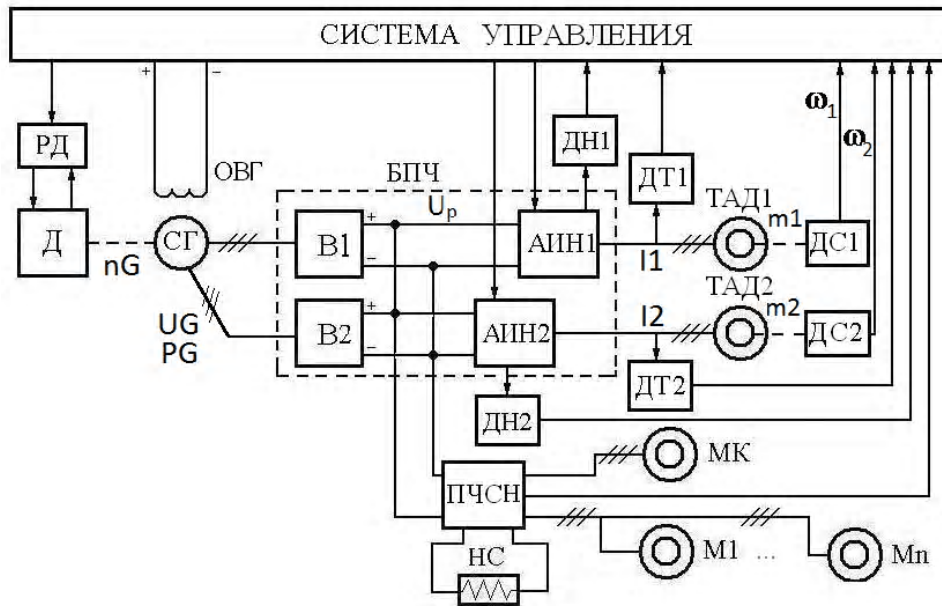 СИСТЕМА УПРАВЛЕНИЯ
+ −
ω1
ω2
РД
ОВГ
БПЧ
ДН1
ДТ1
ТАД1
Д
nG
СГ
В1
+
−
Up
АИН1
I1
m1
ДС1
UG
PG
В2
+
−
АИН2
I2
ТАД2
m2
ДС2
ДТ2
ДН2
МК
ПЧСН
НС
М1 ... Мn